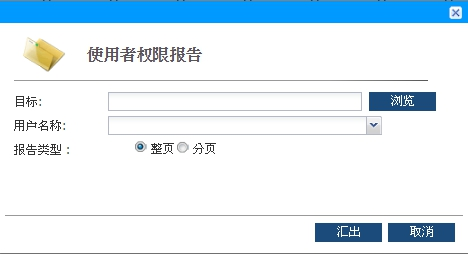 使用者权限报告
目标:
浏览
用户名称:
报告类型：
整页 分页
汇出 取消